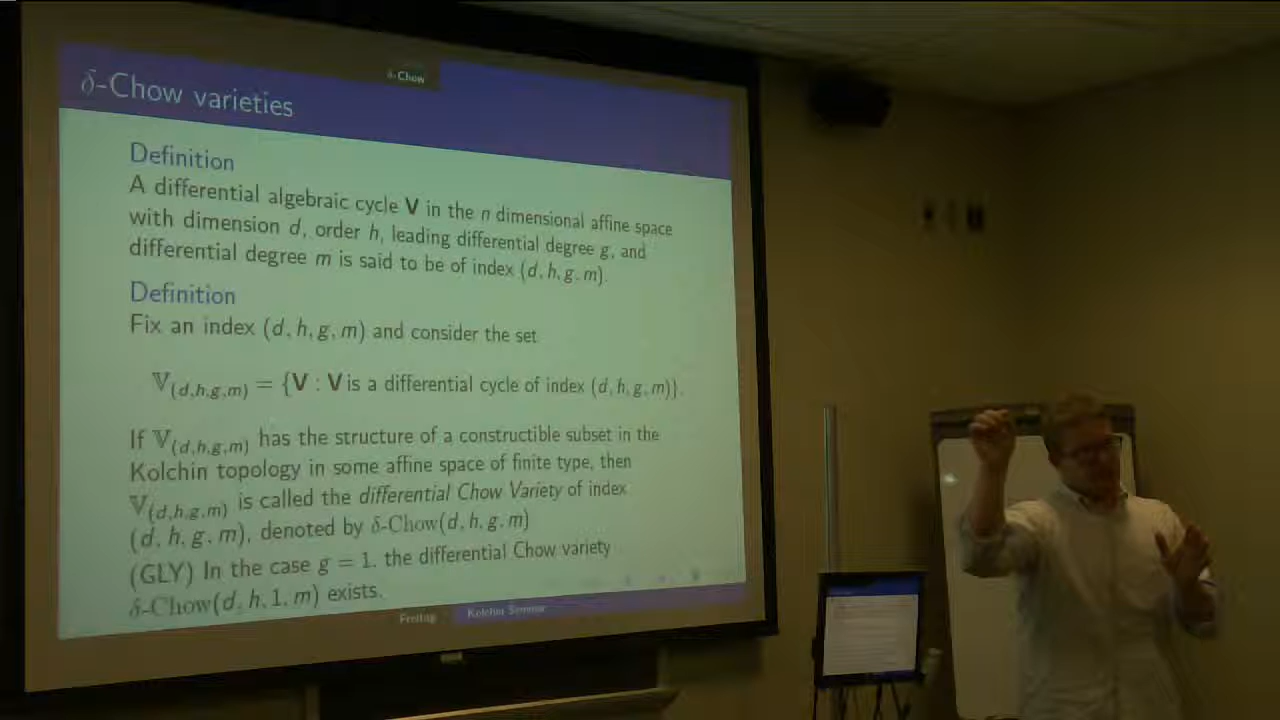 δ-Chow
δ-Chow varieties
Definition
A differential algebraic cycle V in the n dimensional affine space
with dimension d, order h, leading differential degree g, and
differential degree m is said to be of index (d, h, g, m).
Definition
Fix an index (d, h, g, m) and consider the set
𝕍(d,h,g,m) = {V : V is a differential cycle of index (d, h, g, m)}.
If 𝕍(d,h,g,m) has the structure of a constructible subset in the
Kolchin topology in some affine space of finite type, then
𝕍(d,h,g,m) is called the differential Chow Variety of index
(d, h, g, m), denoted by δ-Chow(d, h, g, m)
(GLY) In the case g = 1, the differential Chow variety
δ-Chow(d, h, 1, m) exists.
Freitag Kolchin Seminar